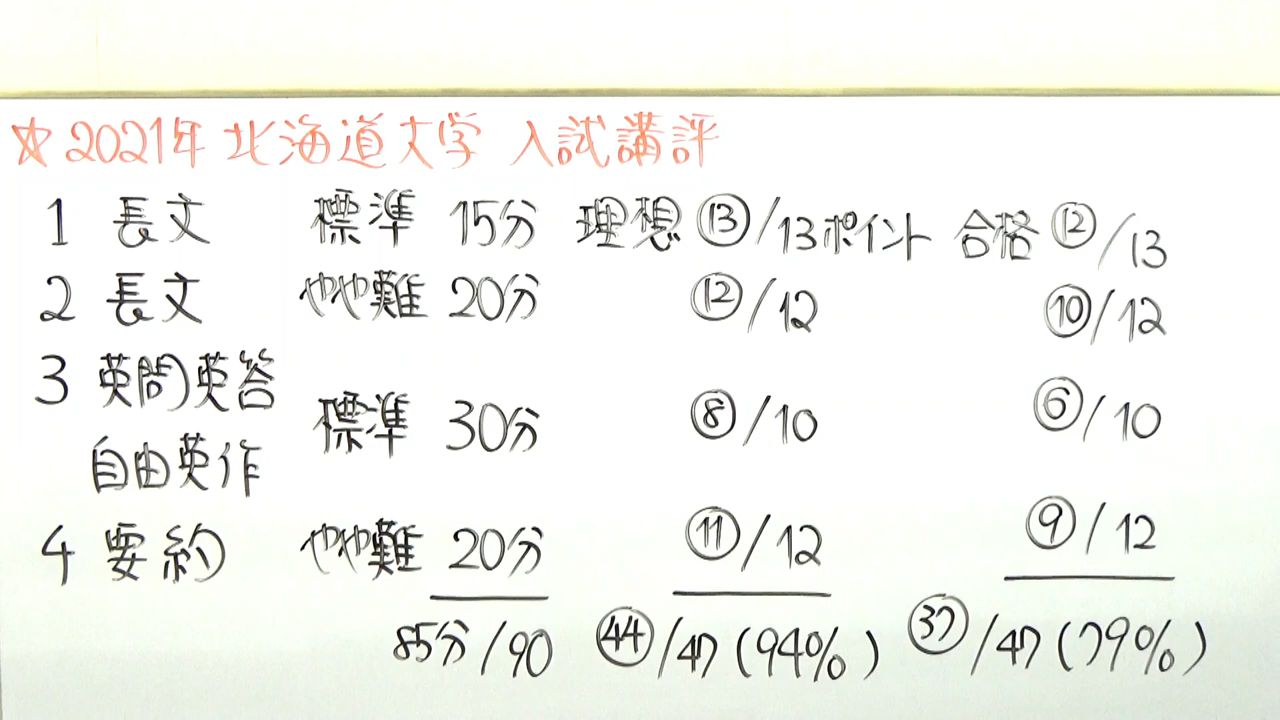 ☆2021年 北海道大学 入試講評
1 長文 標準 15分 理想 ⑬/13ポイント 合格 ⑫/13
2 長文 やや難 20分 ⑫/12 ⑩/12
3 英問英答
標準 30分 ⑧/10 ⑥/10
自由英作
4 要約 やや難 20分 ⑪/12 ⑨/12
85分/90 ㊹/47(94%) ㊲/47(79%)